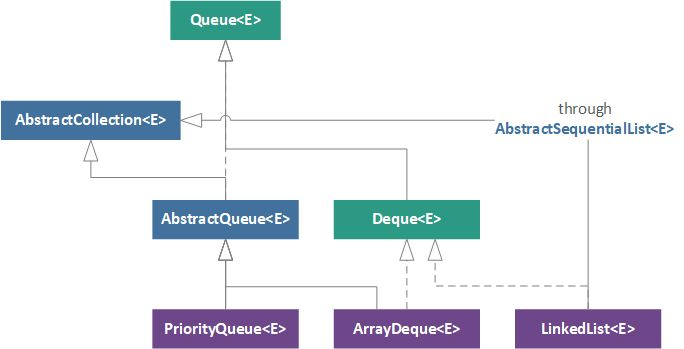 Queue<E>
through
AbstractCollection<E>
AbstractSequentialList<E>
AbstractQueue<E>
Deque<E>
PriorityQueue<E>
ArrayDeque<E>
LinkedList<E>